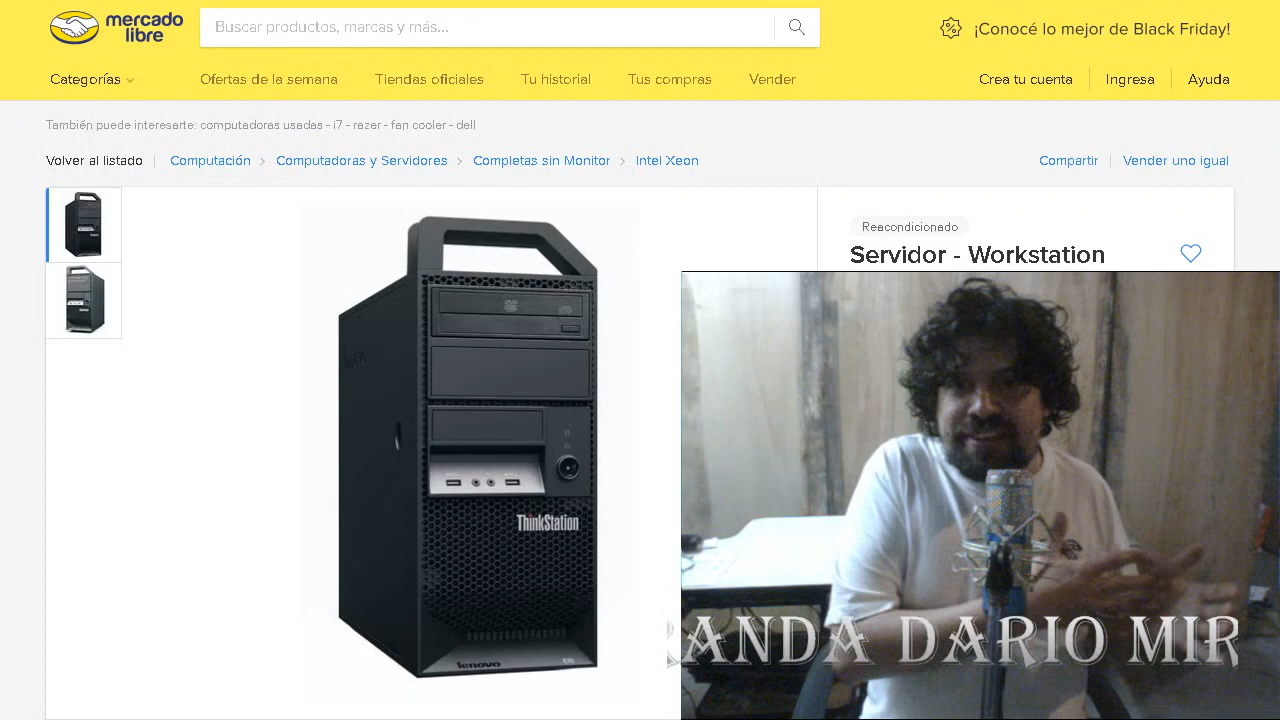 mercado
libre
Buscar productos, marcas y más...
¡Conocé lo mejor de Black Friday!
Categorías
Ofertas de la semana
Tiendas oficiales
Tu historial
Tus compras
Vender
Crea tu cuenta
Ingresa
Ayuda
También puede interesarte: computadoras usadas - i7 - razer - fan cooler - dell
Volver al listado
Computación
Computadoras y Servidores
Completas sin Monitor
Intel Xeon
Compartir
Vender uno igual
Reacondicionado
Servidor - Workstation
ThinkStation
lenovo
RANDA DARIO MIR